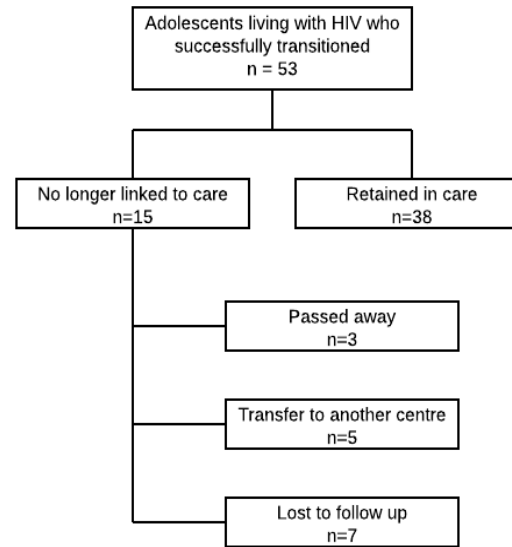 Adolescents living with HIV who
successfully transitioned
n = 53
No longer linked to care
n=15
Retained in care
n=38
Passed away
n=3
Transfer to another centre
n=5
Lost to follow up
n=7